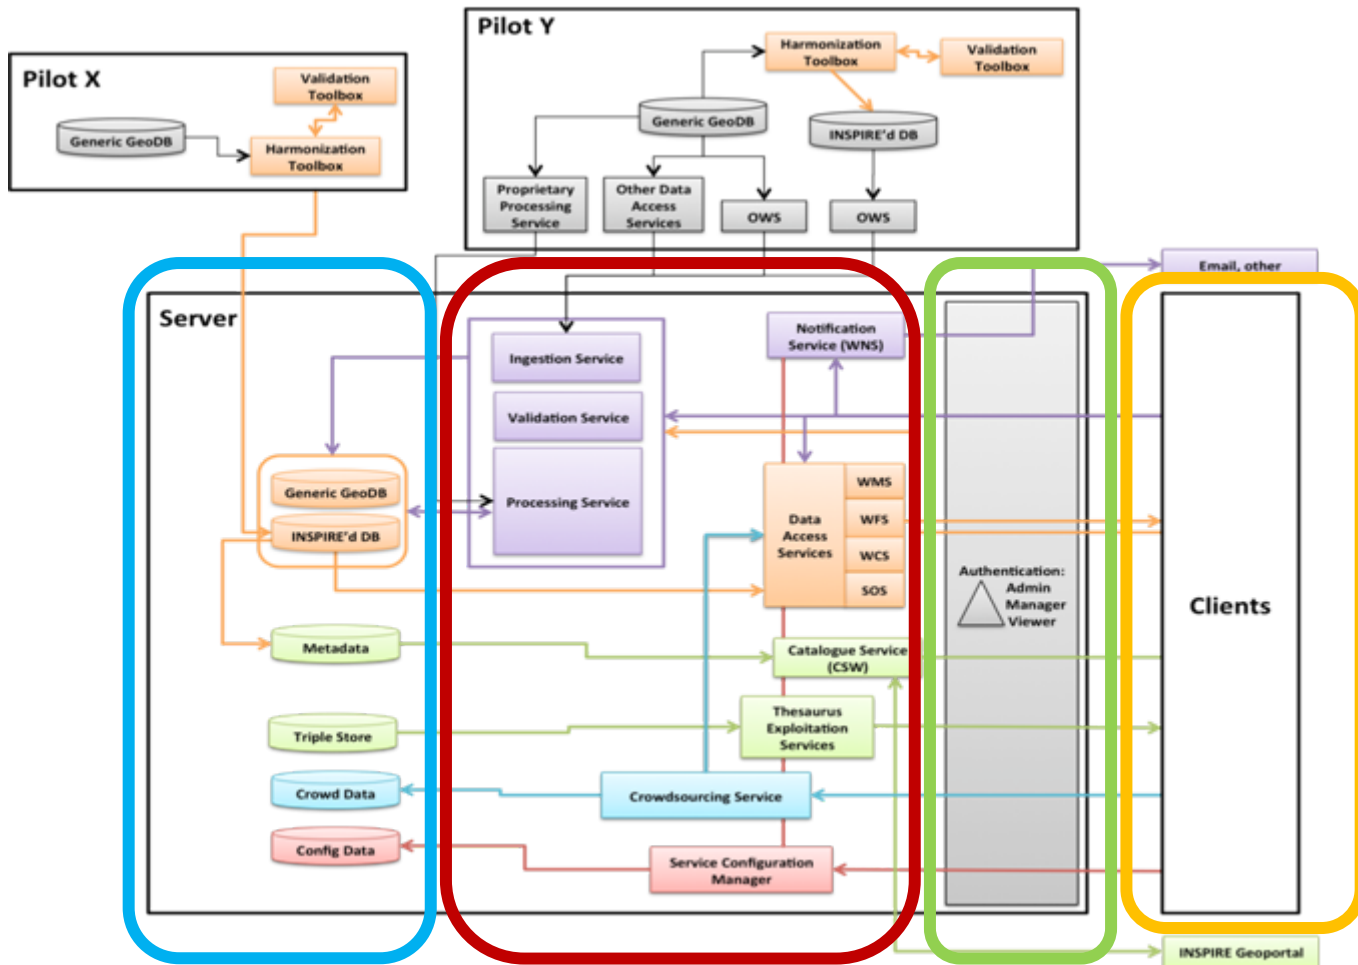 Pilot X
Validation
Toolbox
Generic GeoDB
Harmonization
Toolbox
Pilot Y
Harmonization
Toolbox
Validation
Toolbox
Generic GeoDB
INSPIRE'd DB
Proprietary
Processing
Service
Other Data
Access
Services
OWS
OWS
Email, other
Server
Ingestion Service
Validation Service
Processing Service
Notification
Service (WNS)
Generic GeoDB
INSPIRE'd DB
Data
Access
Services
WMS
WFS
WCS
SOS
Authentication:
Admin
Manager
Viewer
Clients
Metadata
Catalogue Service
(CSW)
Triple Store
Thesaurus
Exploitation
Services
Crowd Data
Crowdsourcing Service
Config Data
Service Configuration
Manager
INSPIRE Geoportal